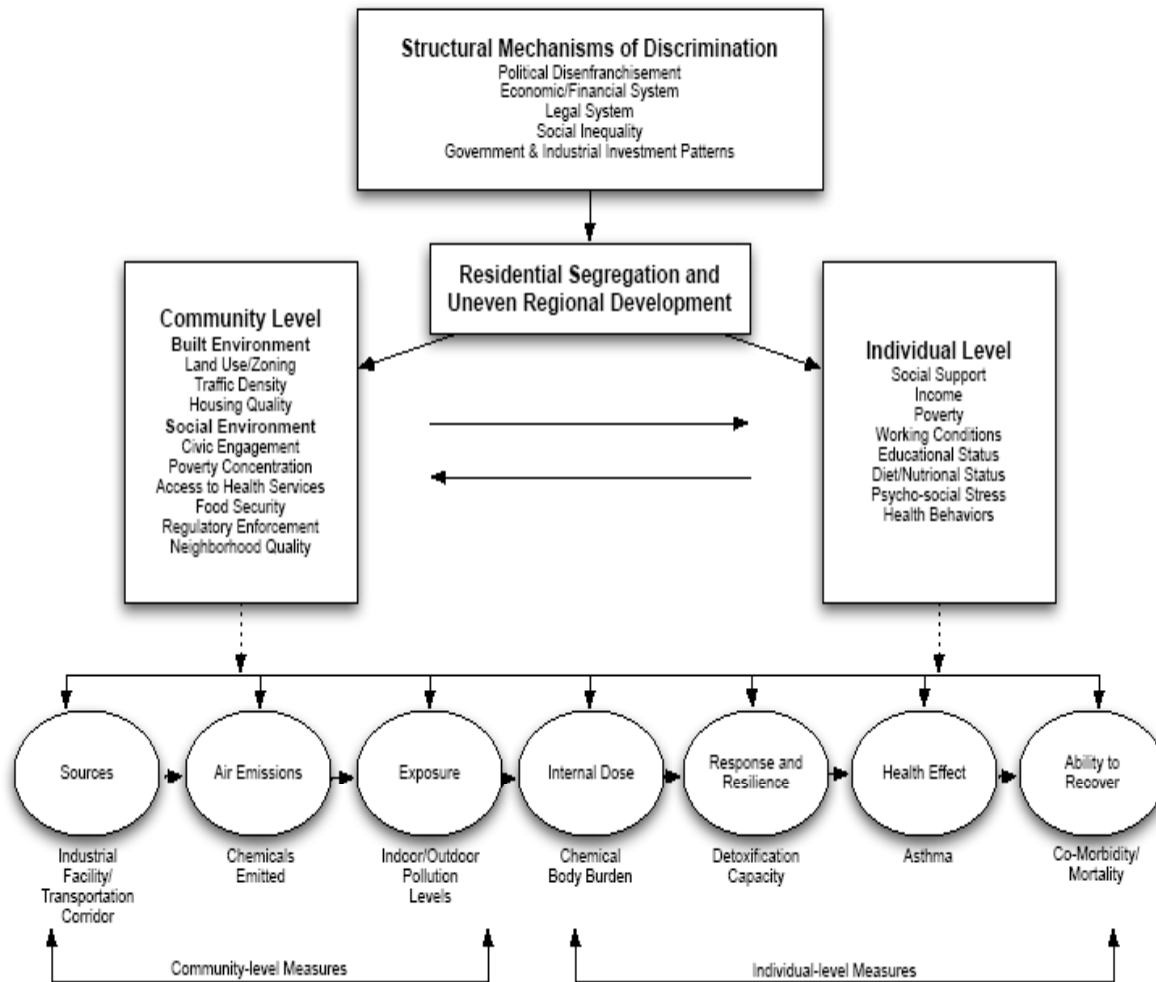 Structural Mechanisms of Discrimination
Political Disenfranchisement
Economic/Financial System
Legal System
Social Inequality
Government & Industrial Investment Patterns
Residential Segregation and
Uneven Regional Development
Community Level
Built Environment
Land Use/Zoning
Traffic Density
Housing Quality
Social Environment
Civic Engagement
Poverty Concentration
Access to Health Services
Food Security
Regulatory Enforcement
Neighborhood Quality
Individual Level
Social Support
Income
Poverty
Working Conditions
Educational Status
Diet/Nutrional Status
Psycho-social Stress
Health Behaviors
Sources
Air Emissions
Exposure
Internal Dose
Response and
Resilience
Health Effect
Ability to
Recover
Industrial
Facility/
Transportation
Corridor
Chemicals
Emitted
Indoor/Outdoor
Pollution
Levels
Chemical
Body Burden
Detoxification
Capacity
Asthma
Co-Morbidity/
Mortality
Community-level Measures
Individual-level Measures